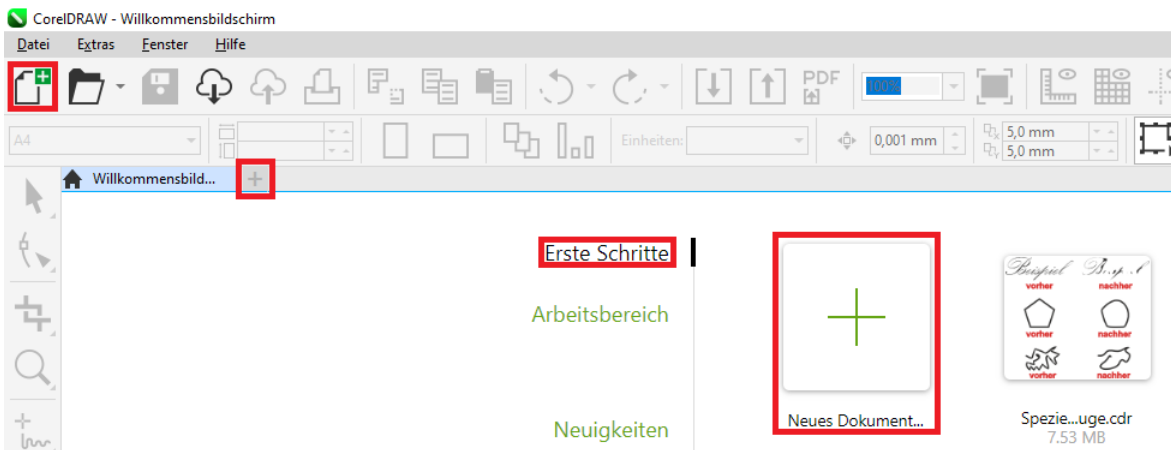 CorelDRAW - Willkommensbildschirm
Datei Extras Fenster Hilfe
PDF 100%
A4 Einheiten: 0,001 mm 5,0 mm
5,0 mm
Willkommensbild...
Erste Schritte
Arbeitsbereich
Neuigkeiten
Neues Dokument...
Beispiel
vorher nachher
vorher nachher
vorher nachher
Spezie...uge.cdr
7.53 MB